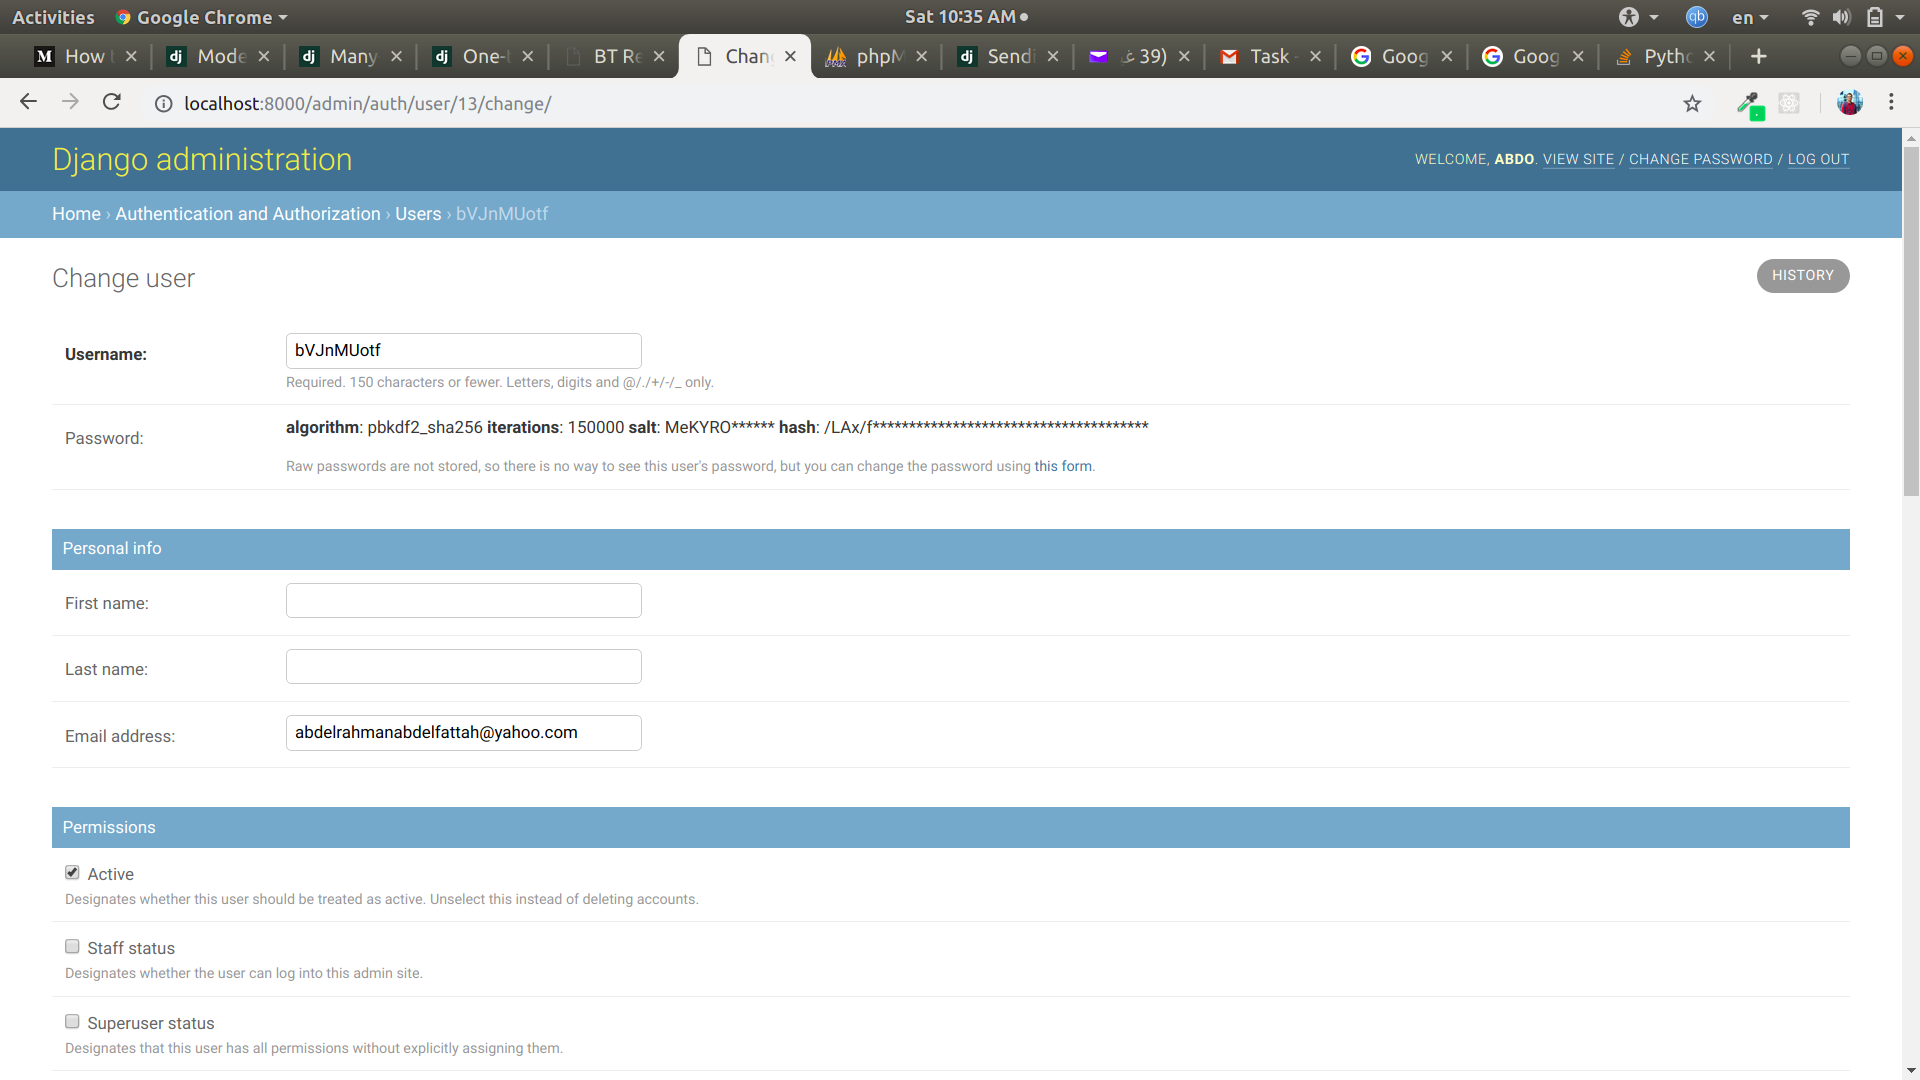 Activities Google Chrome Sat 10:35 AM en
How Mode Many One- BT Re Chan phpM Sendi (39 غ Task Goog Goog Pytho
localhost:8000/admin/auth/user/13/change/
Django administration
WELCOME, ABDO. VIEW SITE / CHANGE PASSWORD / LOG OUT
Home › Authentication and Authorization › Users › bVJnMUotf
Change user
HISTORY
Username: bVJnMUotf
Required. 150 characters or fewer. Letters, digits and @/./+/-/_ only.
Password: algorithm: pbkdf2_sha256 iterations: 150000 salt: MeKYRO****** hash: /LAx/f**************************************
Raw passwords are not stored, so there is no way to see this user's password, but you can change the password using this form.
Personal info
First name:
Last name:
Email address: abdelrahmanabdelfattah@yahoo.com
Permissions
Active
Designates whether this user should be treated as active. Unselect this instead of deleting accounts.
Staff status
Designates whether the user can log into this admin site.
Superuser status
Designates that this user has all permissions without explicitly assigning them.